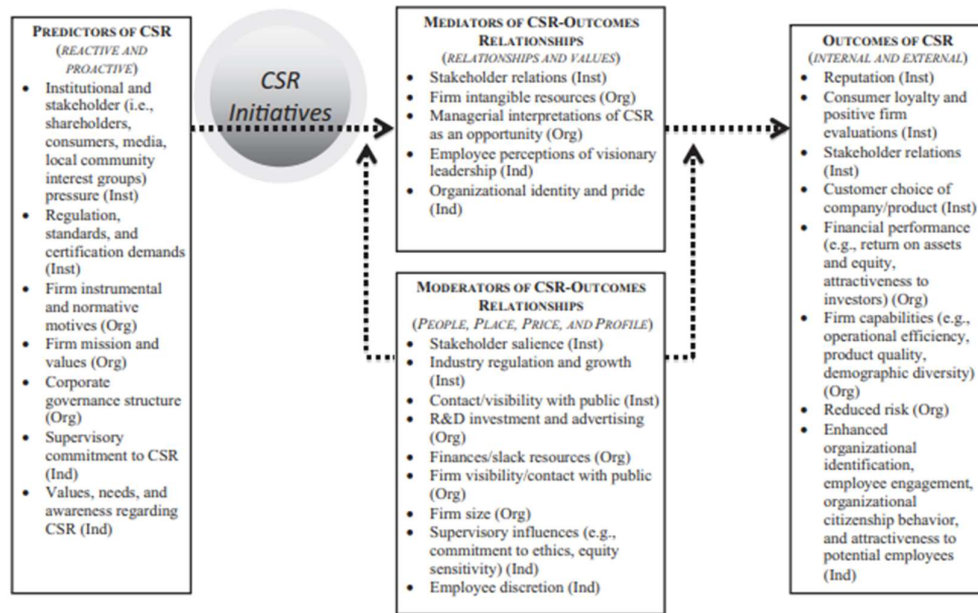 PREDICTORS OF CSR
(REACTIVE AND
PROACTIVE)
• Institutional and
stakeholder (i.e.,
shareholders,
consumers, media,
local community
interest groups)
pressure (Inst)
• Regulation,
standards, and
certification demands
(Inst)
• Firm instrumental
and normative
motives (Org)
• Firm mission and
values (Org)
• Corporate
governance structure
(Org)
• Supervisory
commitment to CSR
(Ind)
• Values, needs, and
awareness regarding
CSR (Ind)
CSR
Initiatives
MEDIATORS OF CSR-OUTCOMES
RELATIONSHIPS
(RELATIONSHIPS AND VALUES)
• Stakeholder relations (Inst)
• Firm intangible resources (Org)
• Managerial interpretations of CSR
as an opportunity (Org)
• Employee perceptions of visionary
leadership (Ind)
• Organizational identity and pride
(Ind)
MODERATORS OF CSR-OUTCOMES
RELATIONSHIPS
(PEOPLE, PLACE, PRICE, AND PROFILE)
• Stakeholder salience (Inst)
• Industry regulation and growth
(Inst)
• Contact/visibility with public (Inst)
• R&D investment and advertising
(Org)
• Finances/slack resources (Org)
• Firm visibility/contact with public
(Org)
• Firm size (Org)
• Supervisory influences (e.g.,
commitment to ethics, equity
sensitivity) (Ind)
• Employee discretion (Ind)
OUTCOMES OF CSR
(INTERNAL AND EXTERNAL)
• Reputation (Inst)
• Consumer loyalty and
positive firm
evaluations (Inst)
• Stakeholder relations
(Inst)
• Customer choice of
company/product (Inst)
• Financial performance
(e.g., return on assets
and equity,
attractiveness to
investors) (Org)
• Firm capabilities (e.g.,
operational efficiency,
product quality,
demographic diversity)
(Org)
• Reduced risk (Org)
• Enhanced
organizational
identification,
employee engagement,
organizational
citizenship behavior,
and attractiveness to
potential employees
(Ind)